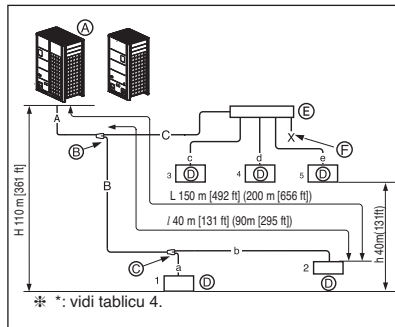 A
A
C
E
B
X
F
c
d
e
3 D
4 D
5 D
H 110 m [361 ft]
L 150 m [492 ft] (200 m [656 ft])
l 40 m [131 ft] (90m [295 ft])
h 40m(131ft)
B
C
a
b
1 D
2
D
⁜ *: vidi tablicu 4.